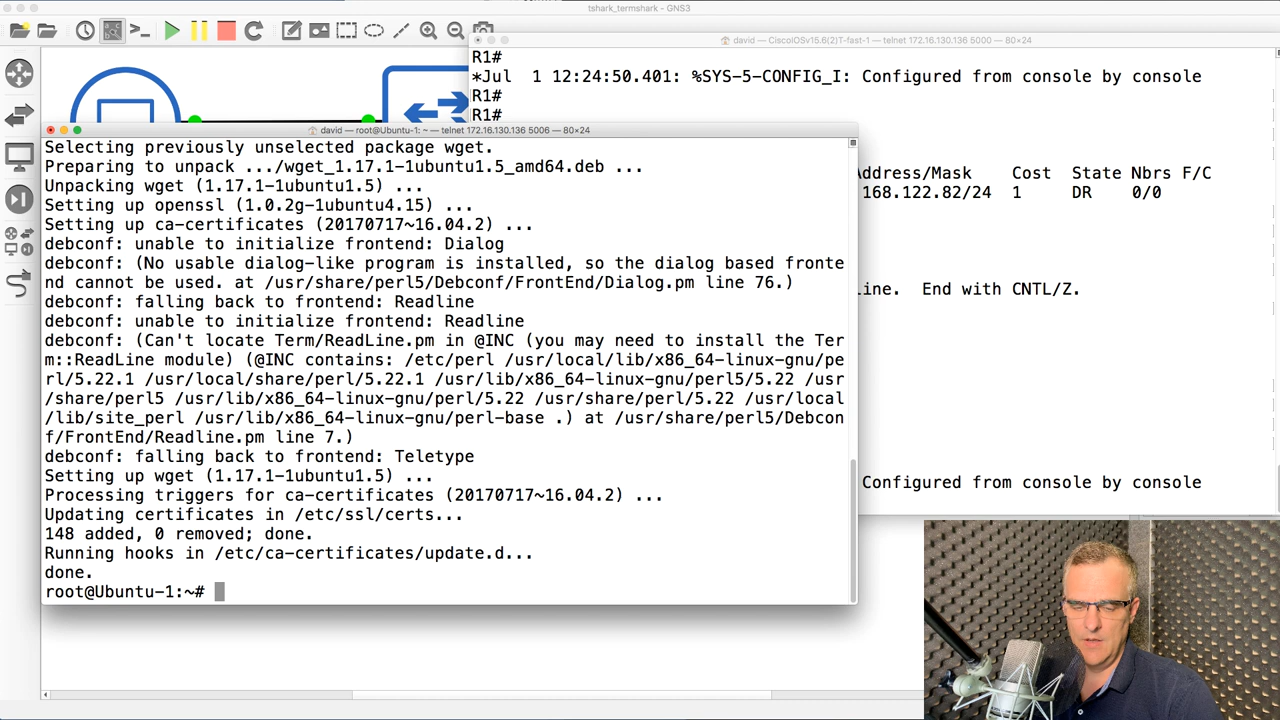 tshark_termshark - GNS3
david — CiscoIOSv15.6(2)T-fast-1 — telnet 172.16.130.136 5000 — 80×24
R1#
*Jul  1 12:24:50.401: %SYS-5-CONFIG_I: Configured from console by console
R1#
R1#
ddress/Mask    Cost  State Nbrs F/C
168.122.82/24  1     DR    0/0
ine.  End with CNTL/Z.
Configured from console by console
david — root@Ubuntu-1: ~ — telnet 172.16.130.136 5006 — 80×24
Selecting previously unselected package wget.
Preparing to unpack .../wget_1.17.1-1ubuntu1.5_amd64.deb ...
Unpacking wget (1.17.1-1ubuntu1.5) ...
Setting up openssl (1.0.2g-1ubuntu4.15) ...
Setting up ca-certificates (20170717~16.04.2) ...
debconf: unable to initialize frontend: Dialog
debconf: (No usable dialog-like program is installed, so the dialog based fronte
nd cannot be used. at /usr/share/perl5/Debconf/FrontEnd/Dialog.pm line 76.)
debconf: falling back to frontend: Readline
debconf: unable to initialize frontend: Readline
debconf: (Can't locate Term/ReadLine.pm in @INC (you may need to install the Ter
m::ReadLine module) (@INC contains: /etc/perl /usr/local/lib/x86_64-linux-gnu/pe
rl/5.22.1 /usr/local/share/perl/5.22.1 /usr/lib/x86_64-linux-gnu/perl5/5.22 /usr
/share/perl5 /usr/lib/x86_64-linux-gnu/perl/5.22 /usr/share/perl/5.22 /usr/local
/lib/site_perl /usr/lib/x86_64-linux-gnu/perl-base .) at /usr/share/perl5/Debcon
f/FrontEnd/Readline.pm line 7.)
debconf: falling back to frontend: Teletype
Setting up wget (1.17.1-1ubuntu1.5) ...
Processing triggers for ca-certificates (20170717~16.04.2) ...
Updating certificates in /etc/ssl/certs...
148 added, 0 removed; done.
Running hooks in /etc/ca-certificates/update.d...
done.
root@Ubuntu-1:~#